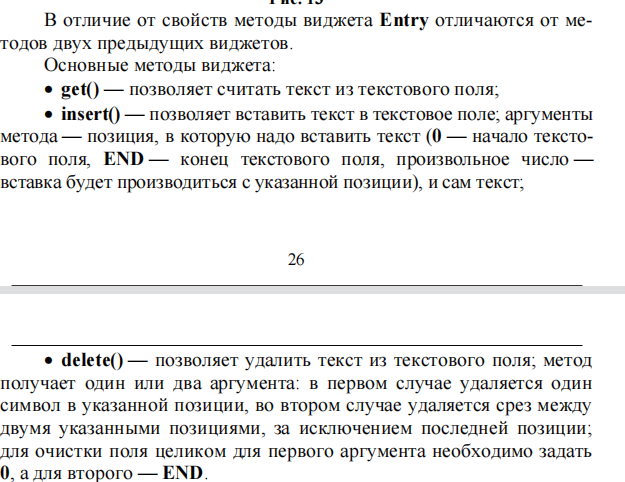 Рис. 15
В отличие от свойств методы виджета Entry отличаются от ме-
тодов двух предыдущих виджетов.
Основные методы виджета:
• get() — позволяет считать текст из текстового поля;
• insert() — позволяет вставить текст в текстовое поле; аргументы
метода — позиция, в которую надо вставить текст (0 — начало тексто-
вого поля, END — конец текстового поля, произвольное число —
вставка будет производиться с указанной позиции), и сам текст;
26
• delete() — позволяет удалить текст из текстового поля; метод
получает один или два аргумента: в первом случае удаляется один
символ в указанной позиции, во втором случае удаляется срез между
двумя указанными позициями, за исключением последней позиции;
для очистки поля целиком для первого аргумента необходимо задать
0, а для второго — END.